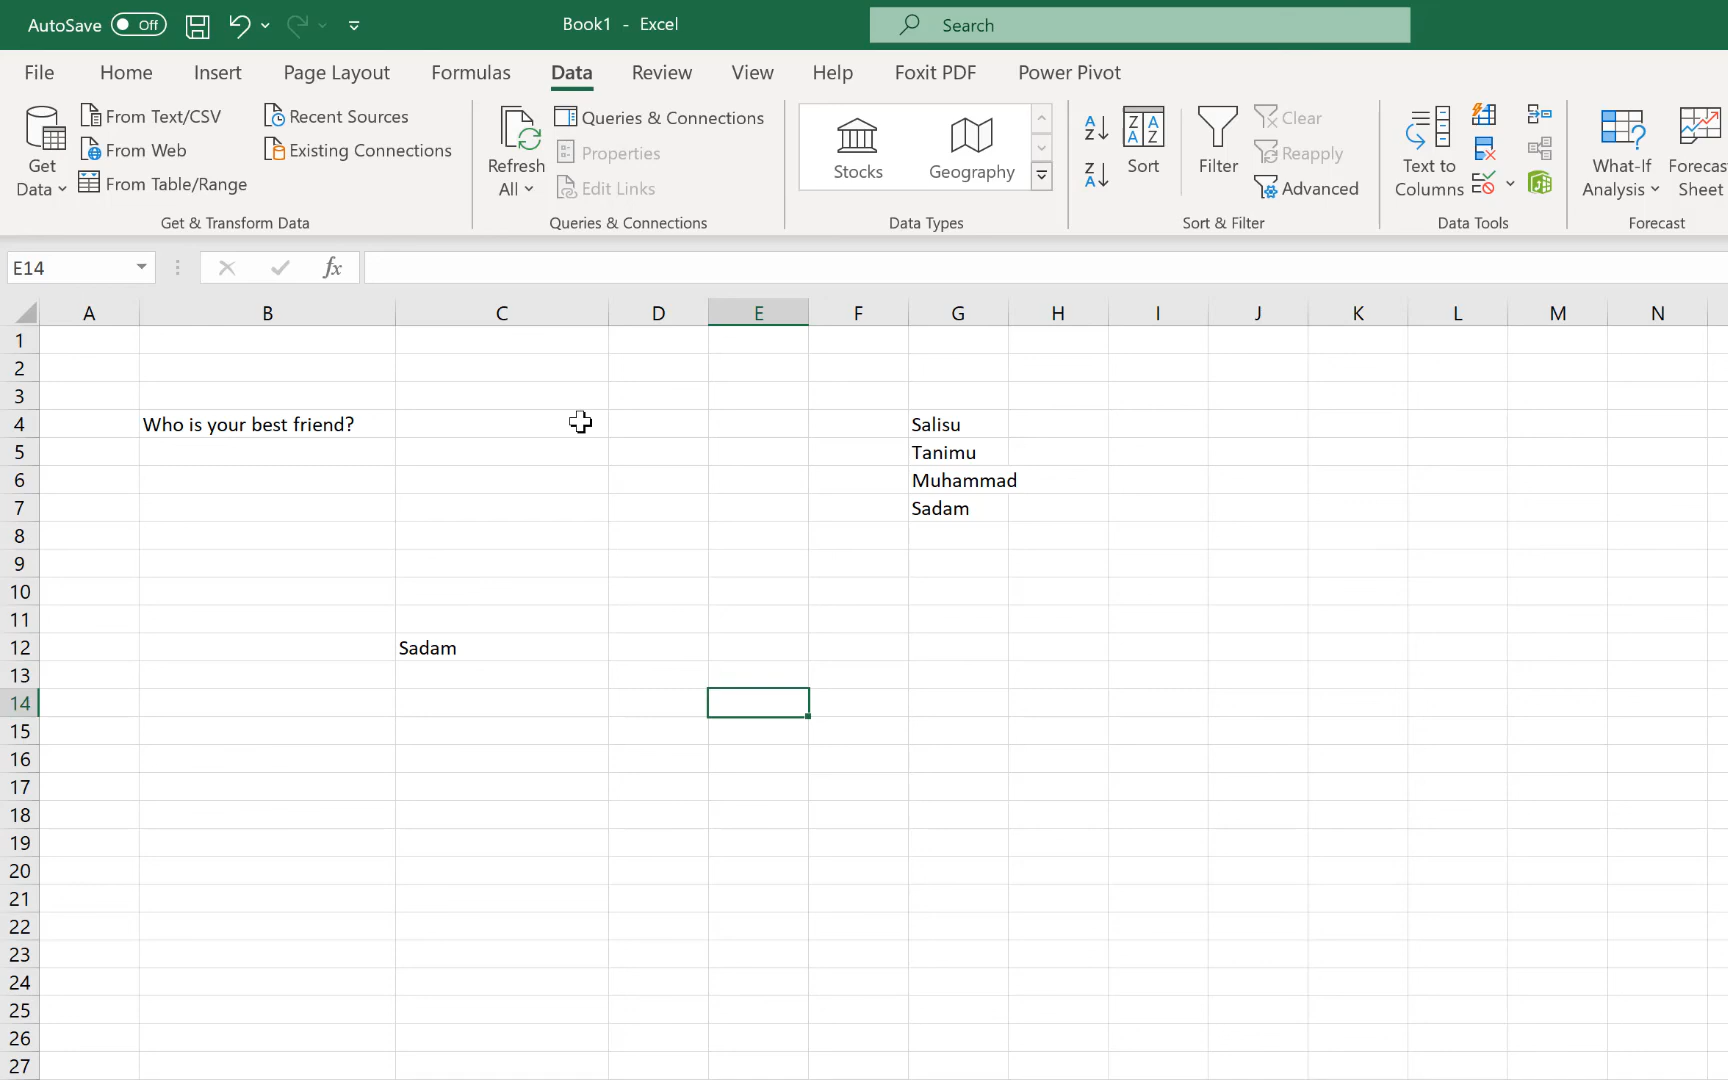 AutoSave Off Book1 - Excel Search
File Home Insert Page Layout Formulas Data Review View Help Foxit PDF Power Pivot
Get Data
From Text/CSV
From Web
From Table/Range
Recent Sources
Existing Connections
Get & Transform Data
Refresh All
Queries & Connections
Properties
Edit Links
Queries & Connections
Stocks Geography
Data Types
A Z
Z A
Z A A Z
Sort
Filter
Clear
Reapply
Advanced
Sort & Filter
Text to Columns
Data Tools
What-If Analysis
Forecas
Sheet
Forecast
E14 fx
A B C D E F G H I J K L M N
1
2
3
4 Who is your best friend? Salisu
5 Tanimu
6 Muhammad
7 Sadam
8
9
10
11
12 Sadam
13
14
15
16
17
18
19
20
21
22
23
24
25
26
27